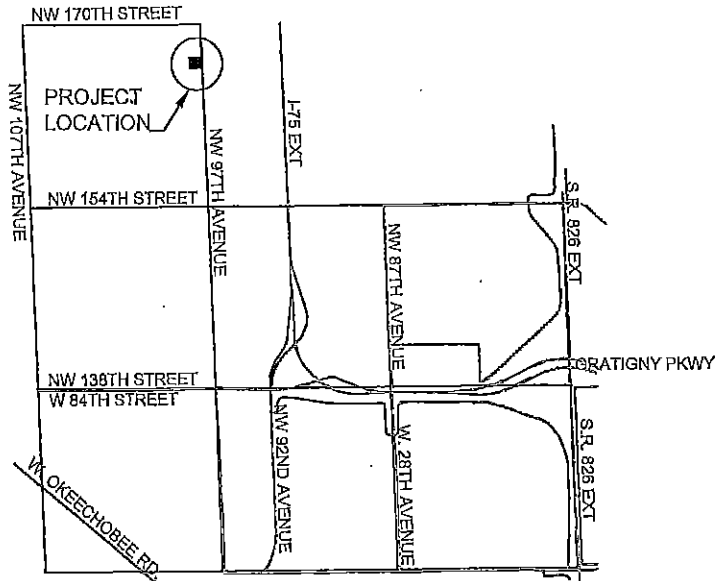 NW 170TH STREET
PROJECT
LOCATION
NW 107TH AVENUE
NW 97TH AVENUE
I-75 EXT
NW 154TH STREET
NW 87TH AVENUE
S.R. 826 EXT
GRATIGNY PKWY
NW 138TH STREET
W 84TH STREET
NW 92ND AVENUE
W. 28TH AVENUE
S.R. 826 EXT
W. OKEECHOBEE RD